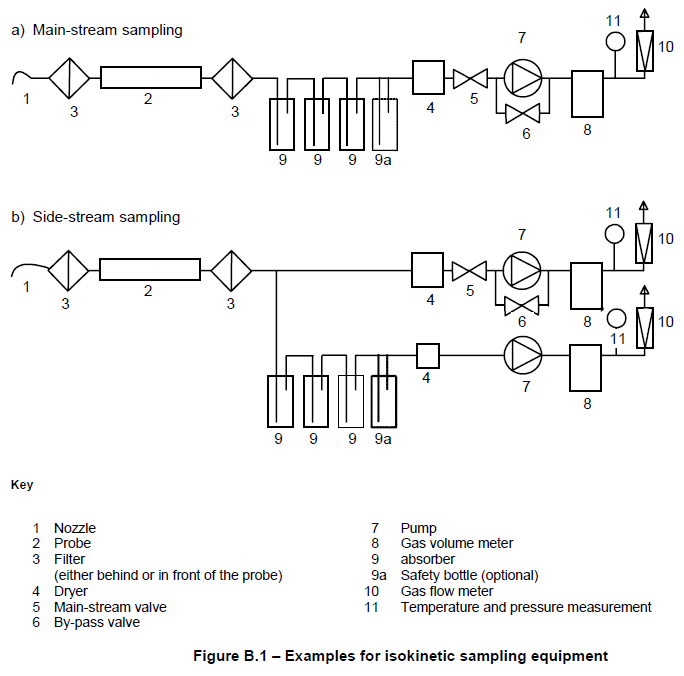 a) Main-stream sampling
11
7
10
1
3
2
3
4
5
6
8
9
9
9
9a
b) Side-stream sampling
11
7
10
1
3
2
3
4
5
6
8
10
11
4
7
8
9
9
9
9a
Key
1 Nozzle
2 Probe
3 Filter
(either behind or in front of the probe)
4 Dryer
5 Main-stream valve
6 By-pass valve
7 Pump
8 Gas volume meter
9 absorber
9a Safety bottle (optional)
10 Gas flow meter
11 Temperature and pressure measurement
Figure B.1 – Examples for isokinetic sampling equipment